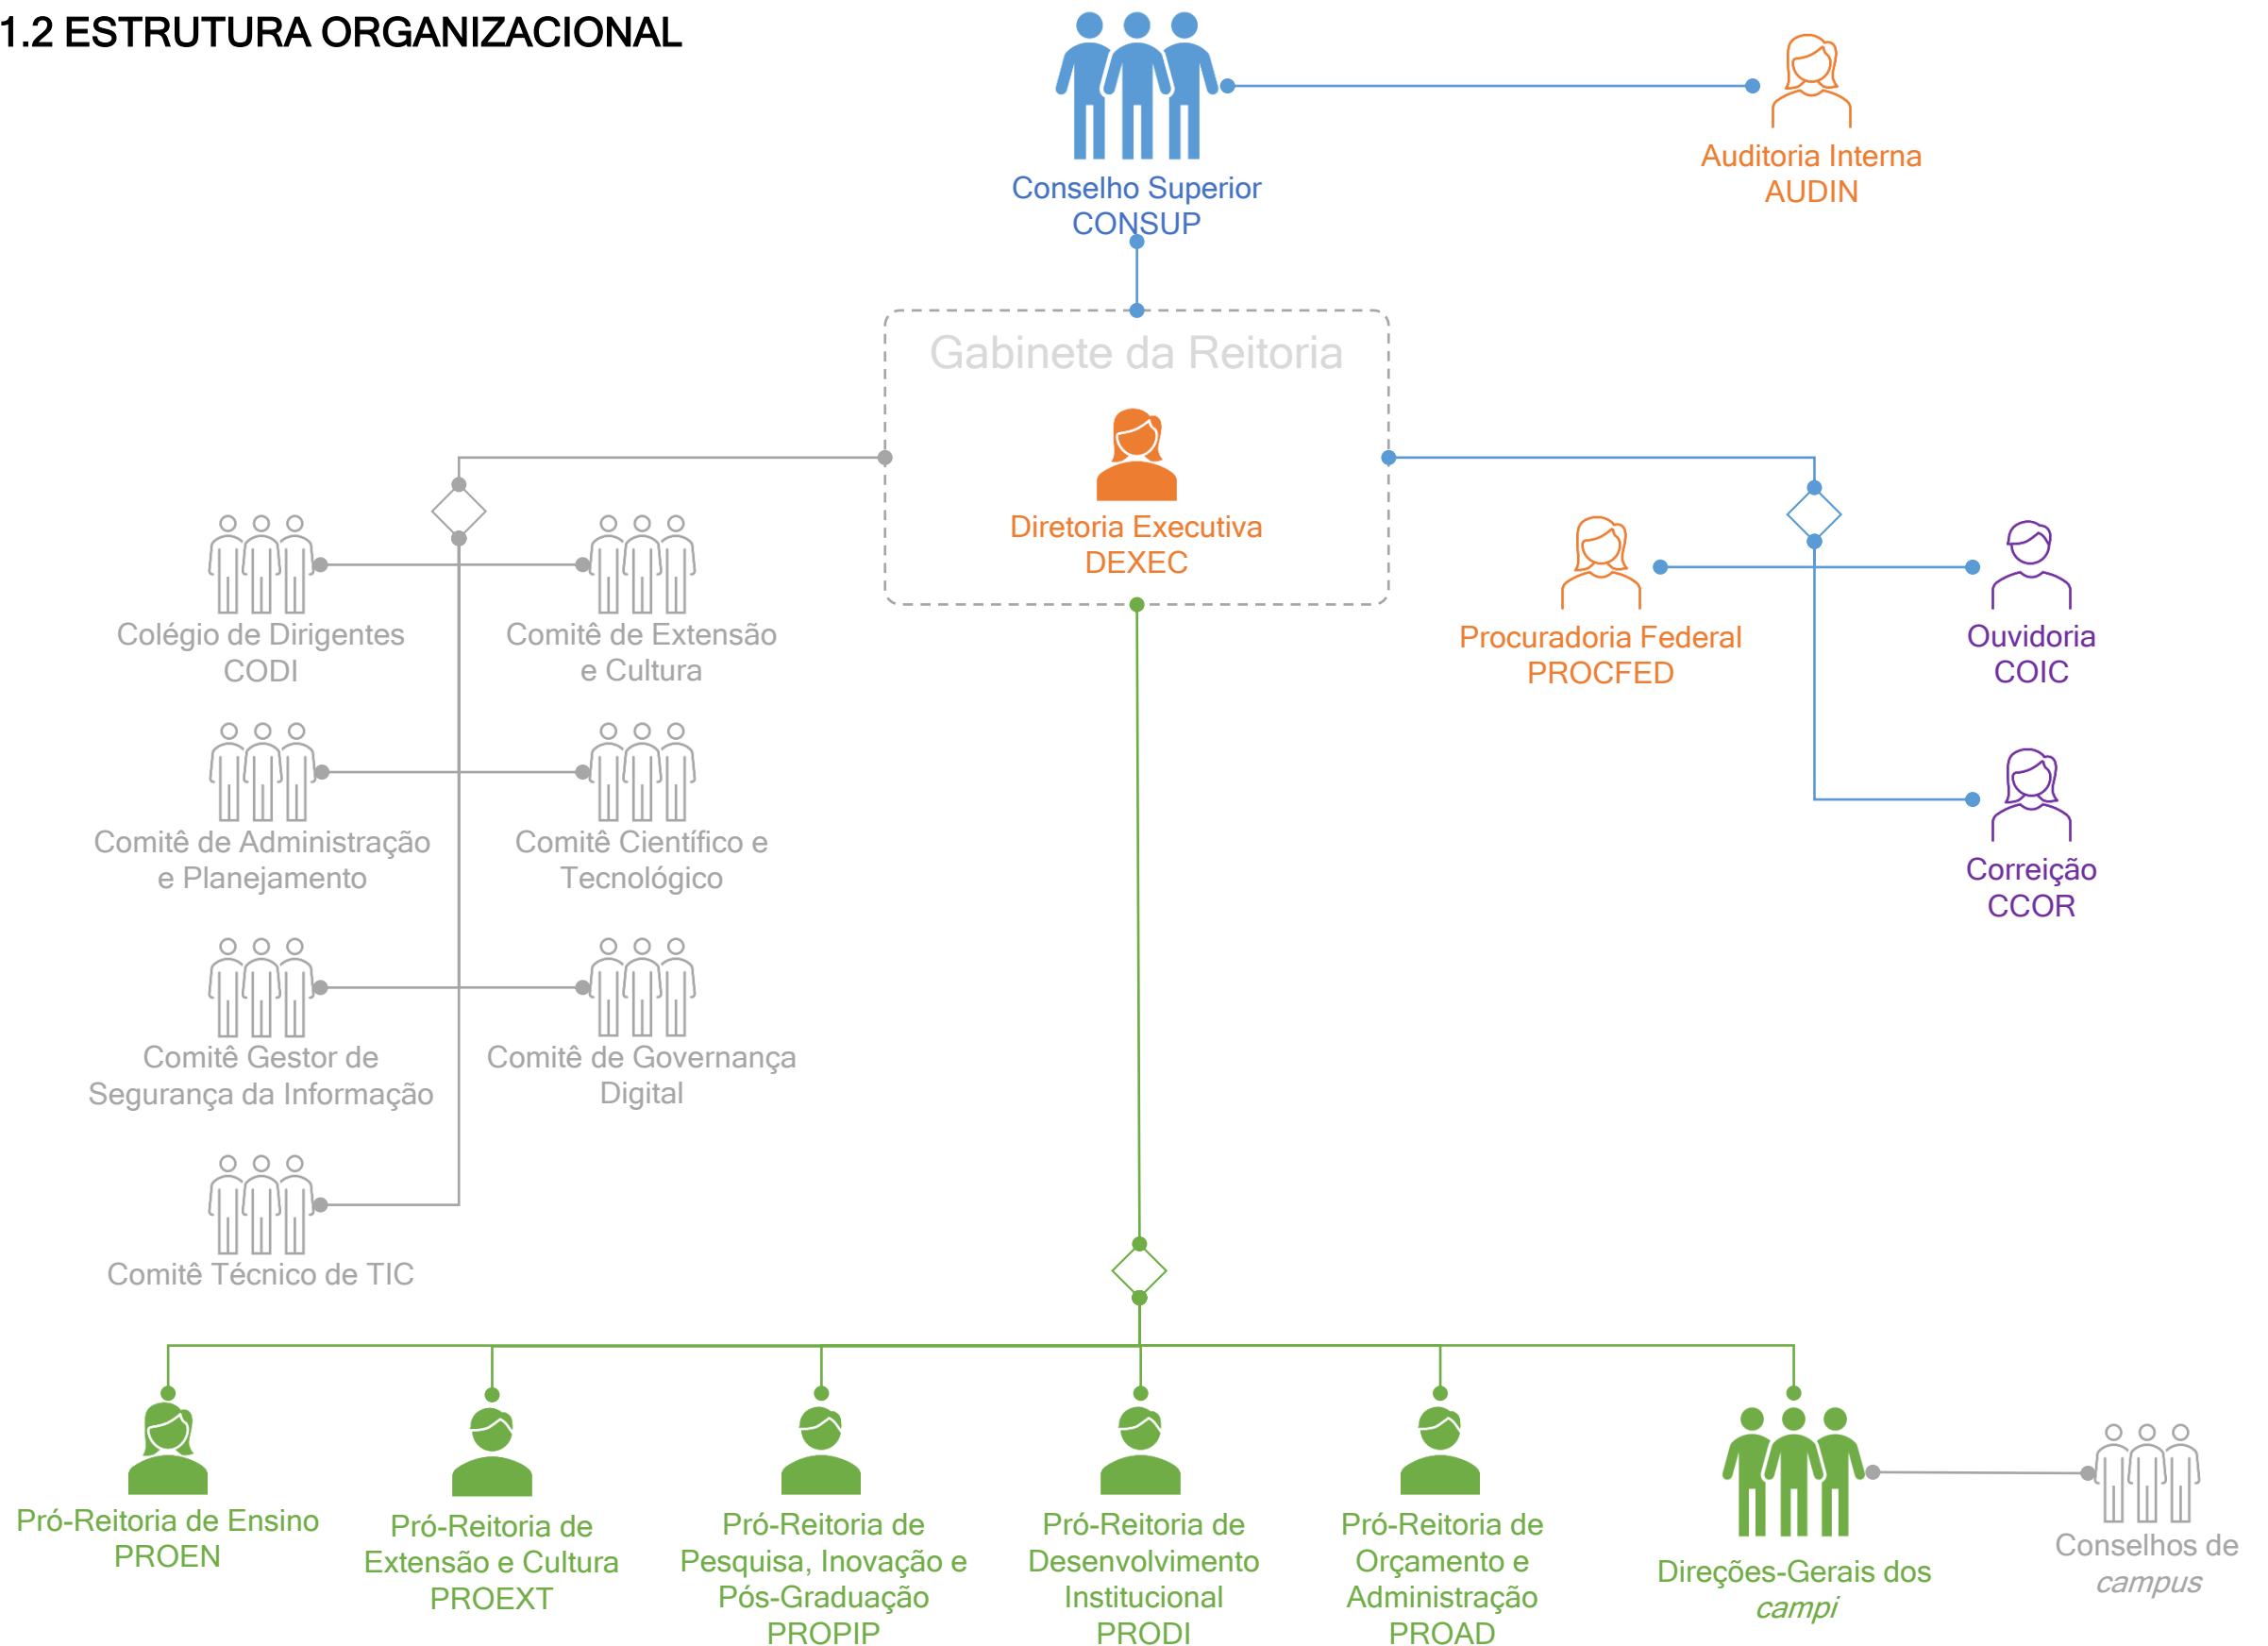 1.2 ESTRUTURA ORGANIZACIONAL
Conselho Superior
CONSUP
Auditoria Interna
AUDIN
Gabinete da Reitoria
Diretoria Executiva
DEXEC
Colégio de Dirigentes
CODI
Comitê de Extensão
e Cultura
Procuradoria Federal
PROCFED
Ouvidoria
COIC
Comitê de Administração
e Planejamento
Comitê Científico e
Tecnológico
Correição
CCOR
Comitê Gestor de
Segurança da Informação
Comitê de Governança
Digital
Comitê Técnico de TIC
Pró-Reitoria de Ensino
PROEN
Pró-Reitoria de
Extensão e Cultura
PROEXT
Pró-Reitoria de
Pesquisa, Inovação e
Pós-Graduação
PROPIP
Pró-Reitoria de
Desenvolvimento
Institucional
PRODI
Pró-Reitoria de
Orçamento e
Administração
PROAD
Direções-Gerais dos
campi
Conselhos de
campus